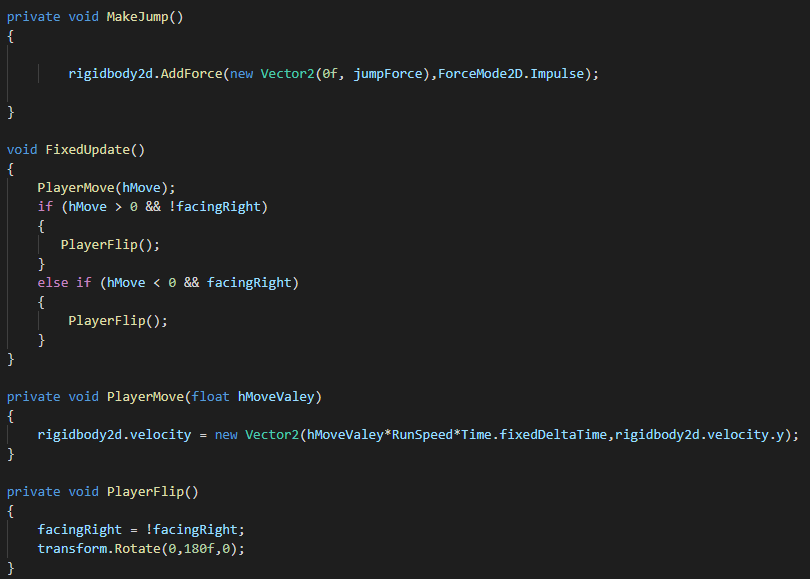 private void MakeJump()
{
rigidbody2d.AddForce(new Vector2(0f, jumpForce),ForceMode2D.Impulse);
}
void FixedUpdate()
{
PlayerMove(hMove);
if (hMove > 0 && !facingRight)
{
PlayerFlip();
}
else if (hMove < 0 && facingRight)
{
PlayerFlip();
}
}
private void PlayerMove(float hMoveValey)
{
rigidbody2d.velocity = new Vector2(hMoveValey*RunSpeed*Time.fixedDeltaTime,rigidbody2d.velocity.y);
}
private void PlayerFlip()
{
facingRight = !facingRight;
transform.Rotate(0,180f,0);
}